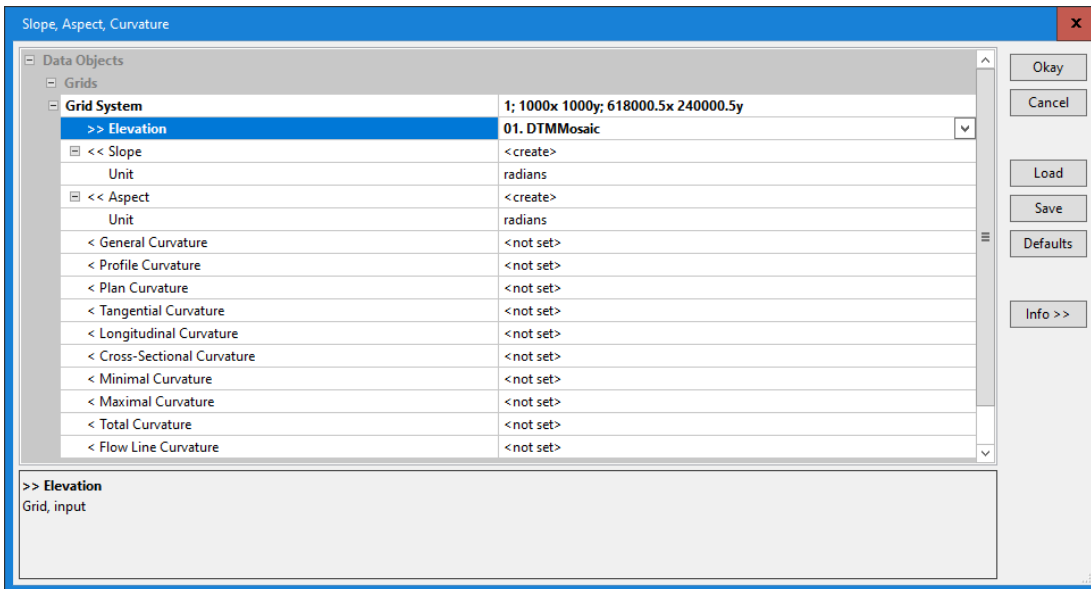 Slope, Aspect, Curvature
x
Data Objects
Grids
Grid System 1; 1000x 1000y; 618000.5x 240000.5y
>> Elevation 01. DTMMosaic
<< Slope <create>
Unit radians
<< Aspect <create>
Unit radians
< General Curvature <not set>
< Profile Curvature <not set>
< Plan Curvature <not set>
< Tangential Curvature <not set>
< Longitudinal Curvature <not set>
< Cross-Sectional Curvature <not set>
< Minimal Curvature <not set>
< Maximal Curvature <not set>
< Total Curvature <not set>
< Flow Line Curvature <not set>
>> Elevation
Grid, input
Okay
Cancel
Load
Save
Defaults
Info >>